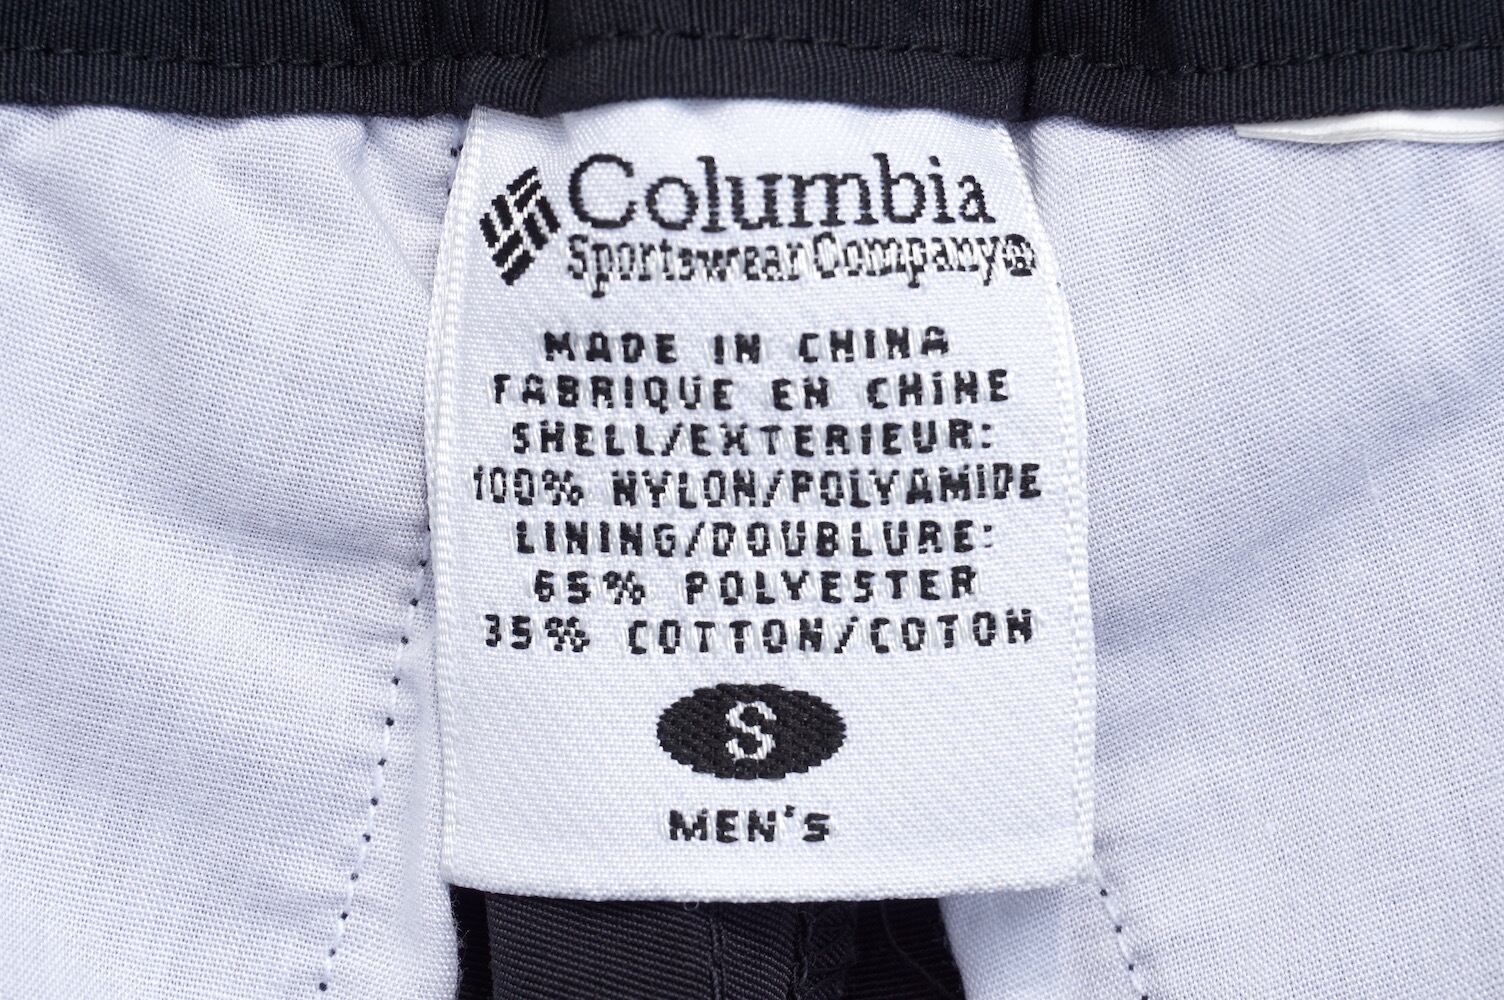 Columbia
Sportswear Company®
MADE IN CHINA
FABRIQUE EN CHINE
SHELL/EXTERIEUR:
100% NYLON/POLYAMIDE
LINING/DOUBLURE:
65% POLYESTER
35% COTTON/COTON
S
MEN'S